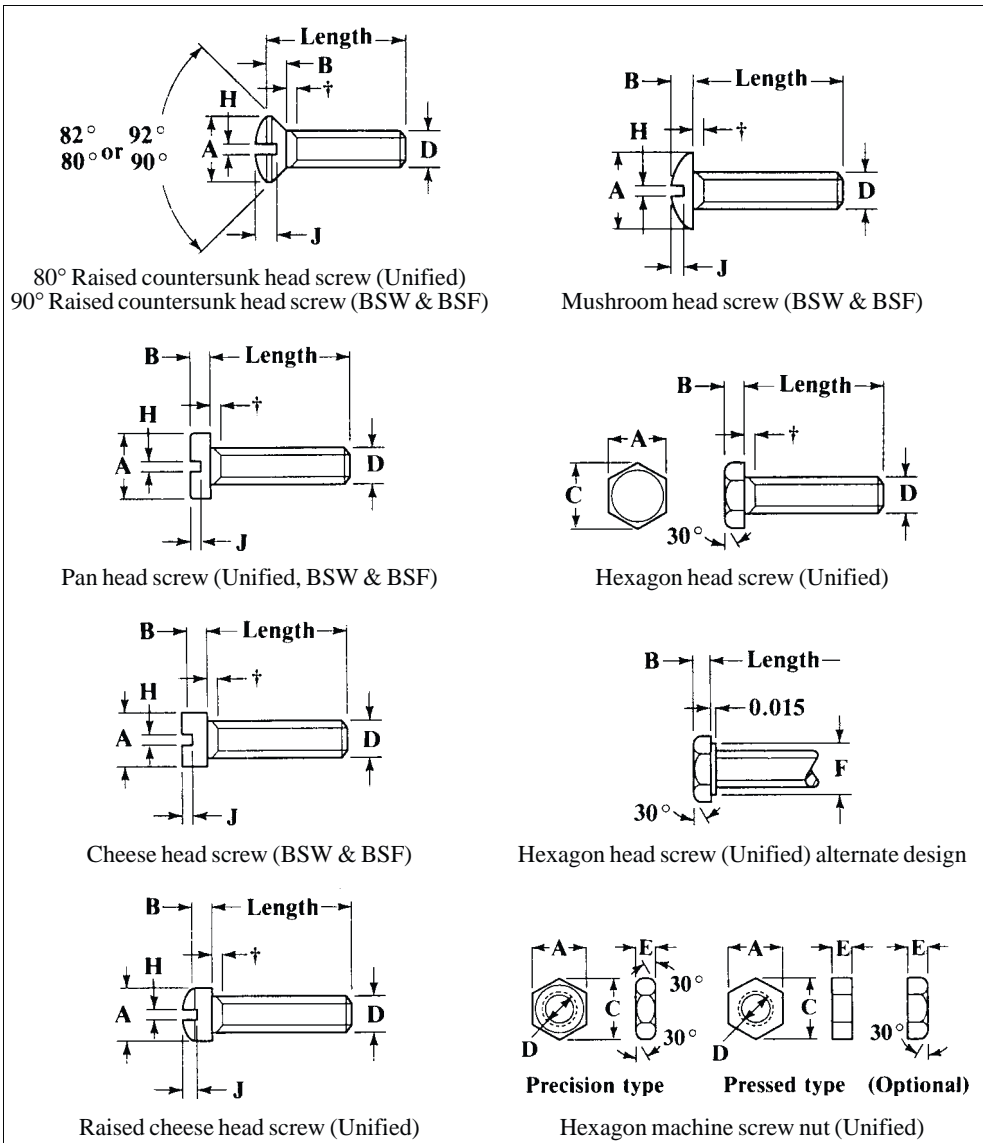 Length
B
†
H
82° 92°
80° or 90°
A
D
J
80° Raised countersunk head screw (Unified)
90° Raised countersunk head screw (BSW & BSF)
B
Length
H
†
A
D
J
Mushroom head screw (BSW & BSF)
B
Length
H
†
A
D
J
Pan head screw (Unified, BSW & BSF)
B
Length
A
†
C
D
30°
Hexagon head screw (Unified)
B
Length
H
†
A
D
J
Cheese head screw (BSW & BSF)
B
Length
0.015
F
30°
Hexagon head screw (Unified) alternate design
B
Length
H
†
A
D
J
Raised cheese head screw (Unified)
A E A E E
30°
C C
30° 30°
D D
Precision type Pressed type (Optional)
Hexagon machine screw nut (Unified)